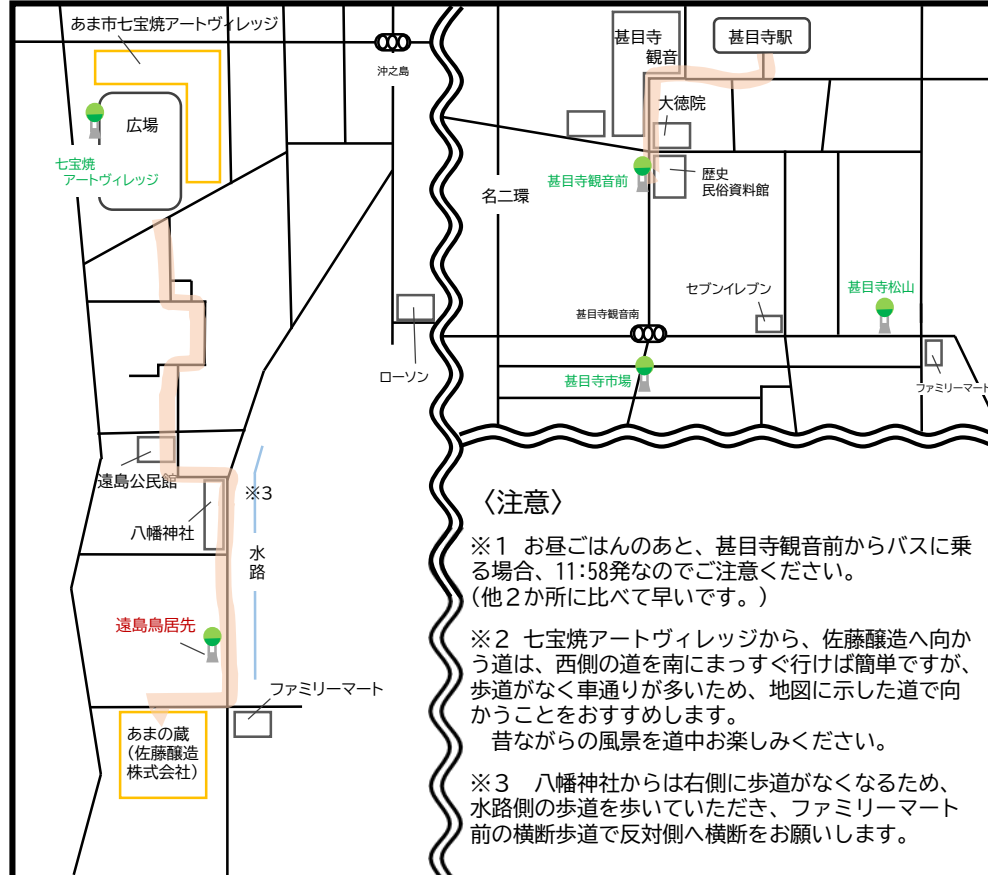 あま市七宝焼アートヴィレッジ
沖之島
広場
七宝焼
アートヴィレッジ
ローソン
遠島公民館
※3
八幡神社
水路
遠島鳥居先
ファミリーマート
あまの蔵
(佐藤醸造
株式会社)
甚目寺
観音
甚目寺駅
大徳院
甚目寺観音前
歴史
民俗資料館
名二環
セブンイレブン
甚目寺松山
甚目寺観音南
甚目寺市場
ファミリーマート
〈注意〉
※1 お昼ごはんのあと、甚目寺観音前からバスに乗
る場合、11:58発なのでご注意ください。
(他2か所に比べて早いです。)
※2 七宝焼アートヴィレッジから、佐藤醸造へ向か
う道は、西側の道を南にまっすぐ行けば簡単ですが、
歩道がなく車通りが多いため、地図に示した道で向
かうことをおすすめします。
　昔ながらの風景を道中お楽しみください。
※3　八幡神社からは右側に歩道がなくなるため、
水路側の歩道を歩いていただき、ファミリーマート
前の横断歩道で反対側へ横断をお願いします。